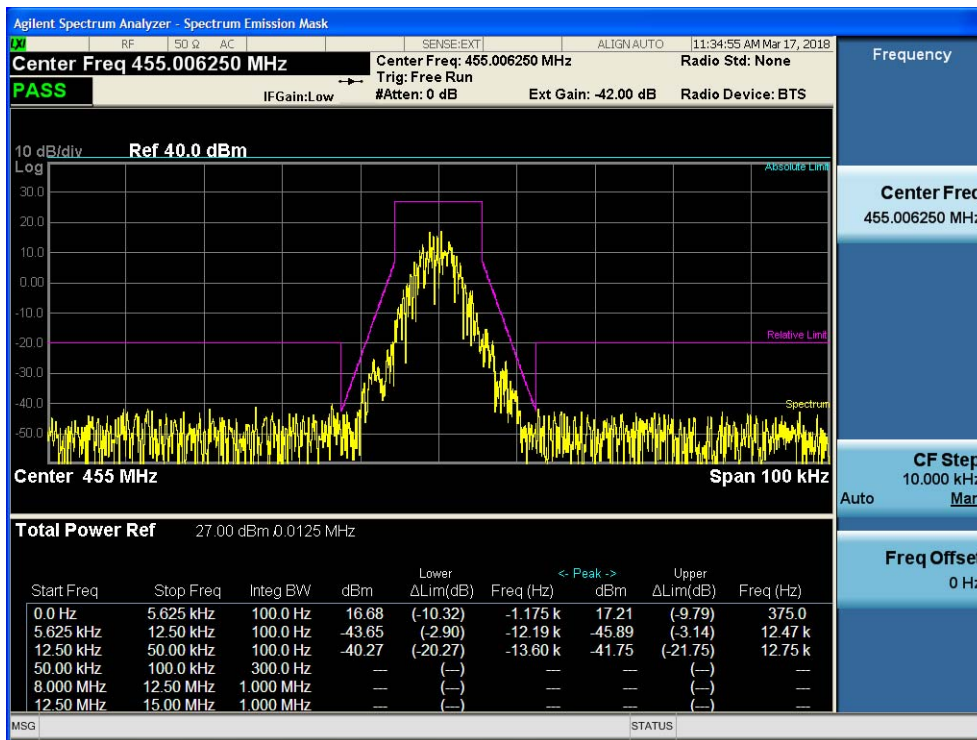 Agilent Spectrum Analyzer - Spectrum Emission Mask
LXI RF 50 Ω AC SENSE:EXT ALIGN AUTO 11:34:55 AM Mar 17, 2018
Center Freq 455.006250 MHz
Center Freq: 455.006250 MHz Radio Std: None
Trig: Free Run
PASS IFGain:Low #Atten: 0 dB Ext Gain: -42.00 dB Radio Device: BTS
10 dB/div Ref 40.0 dBm
Log
Absolute Limit
30.0
20.0
10.0
0.00
-10.0
Relative Limit
-20.0
-30.0
-40.0
Spectrum
-50.0
Center 455 MHz Span 100 kHz
Total Power Ref 27.00 dBm / 0.0125 MHz
Lower <- Peak -> Upper
Start Freq Stop Freq Integ BW dBm ΔLim(dB) Freq (Hz) dBm ΔLim(dB) Freq (Hz)
0.0 Hz 5.625 kHz 100.0 Hz 16.68 (-10.32) -1.175 k 17.21 (-9.79) 375.0
5.625 kHz 12.50 kHz 100.0 Hz -43.65 (-2.90) -12.19 k -45.89 (-3.14) 12.47 k
12.50 kHz 50.00 kHz 100.0 Hz -40.27 (-20.27) -13.60 k -41.75 (-21.75) 12.75 k
50.00 kHz 100.0 kHz 300.0 Hz --- (---) --- --- (---) ---
8.000 MHz 12.50 MHz 1.000 MHz --- (---) --- --- (---) ---
12.50 MHz 15.00 MHz 1.000 MHz --- (---) --- --- (---) ---
MSG STATUS
Frequency
Center Freq
455.006250 MHz
CF Step
10.000 kHz
Auto Man
Freq Offset
0 Hz